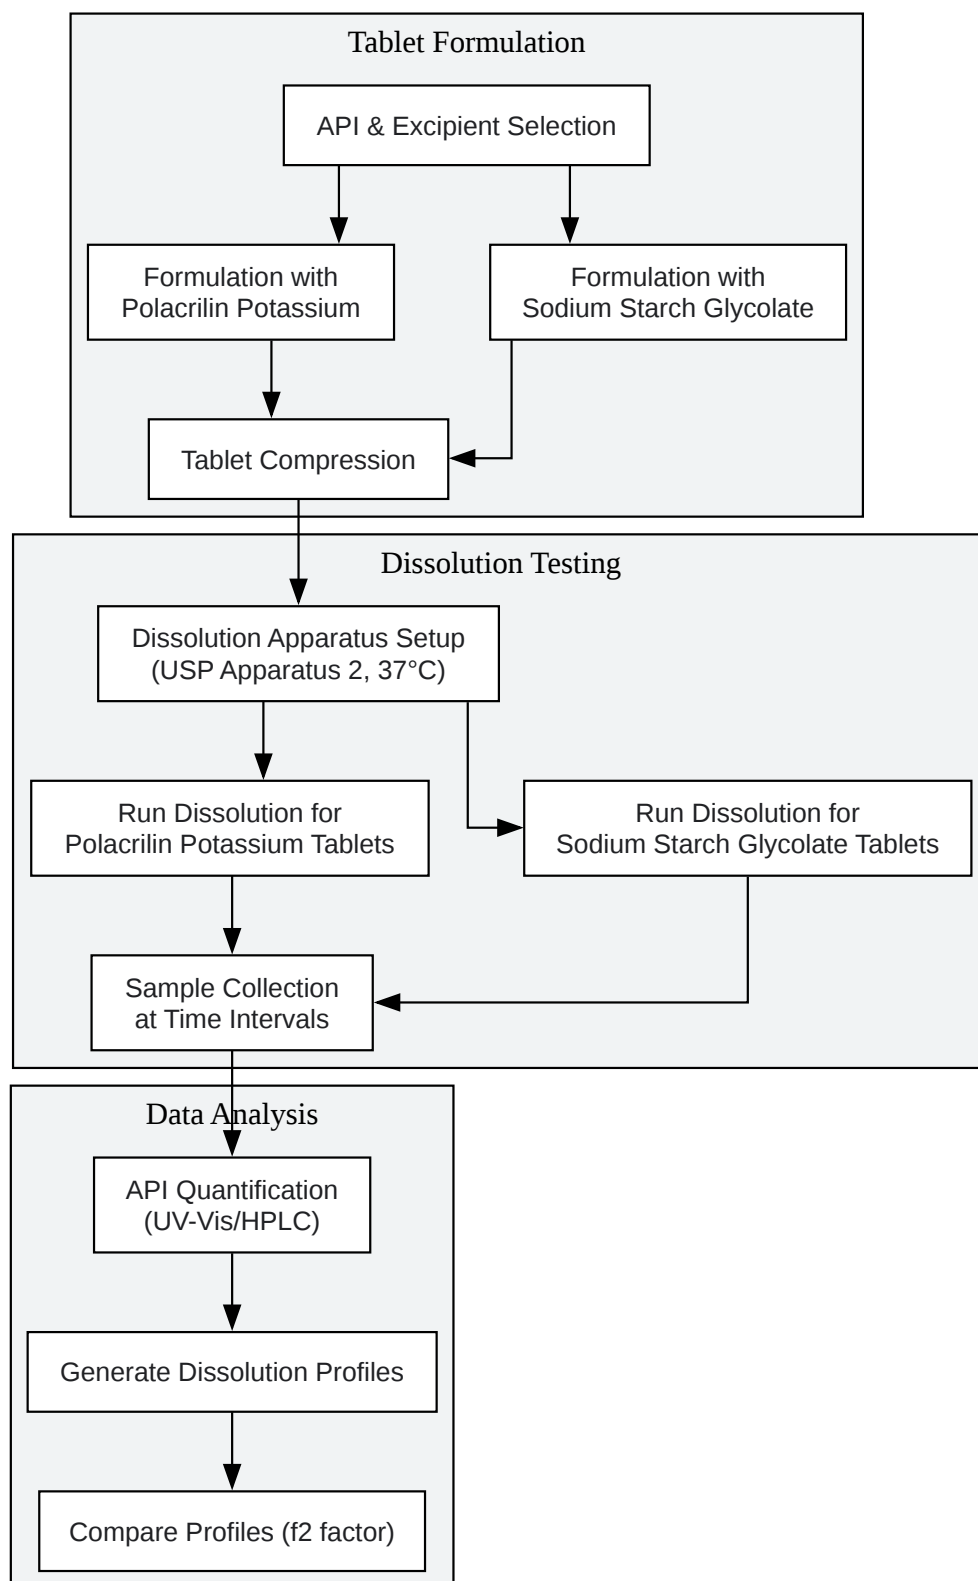 Tablet Formulation
API & Excipient Selection
Formulation with
Polacrilin Potassium
Formulation with
Sodium Starch Glycolate
Tablet Compression
Dissolution Testing
Dissolution Apparatus Setup
(USP Apparatus 2, 37°C)
Run Dissolution for
Polacrilin Potassium Tablets
Run Dissolution for
Sodium Starch Glycolate Tablets
Sample Collection
at Time Intervals
Data Analysis
API Quantification
(UV-Vis/HPLC)
Generate Dissolution Profiles
Compare Profiles (f2 factor)